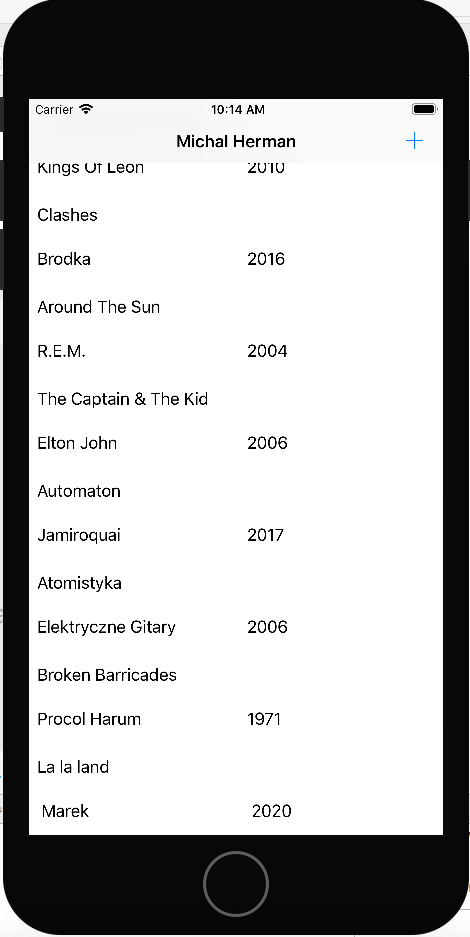 Carrier 10:14 AM
Michal Herman +
Kings Of Leon 2010
Clashes
Brodka 2016
Around The Sun
R.E.M. 2004
The Captain & The Kid
Elton John 2006
Automaton
Jamiroquai 2017
Atomistyka
Elektryczne Gitary 2006
Broken Barricades
Procol Harum 1971
La la land
Marek 2020